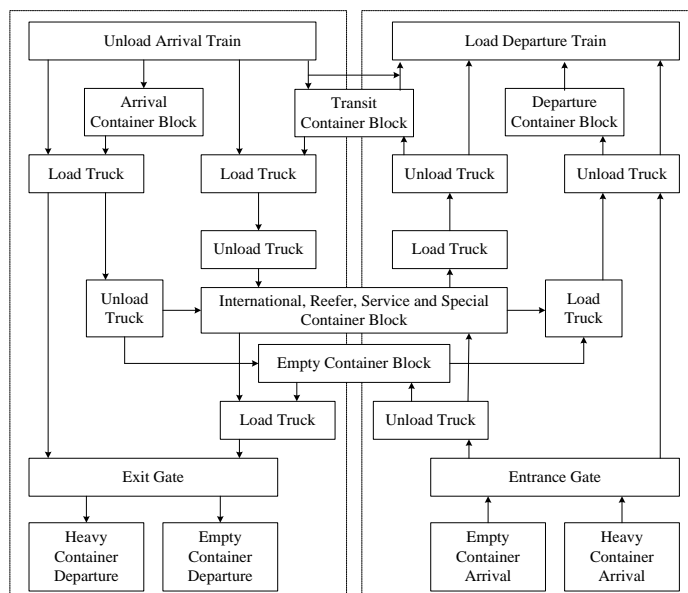 Unload Arrival Train
Load Departure Train
Arrival
Container Block
Transit
Container Block
Departure
Container Block
Load Truck
Load Truck
Unload Truck
Unload Truck
Unload Truck
Load Truck
Unload
Truck
International, Reefer, Service and Special
Container Block
Load
Truck
Empty Container Block
Load Truck
Unload Truck
Exit Gate
Entrance Gate
Heavy
Container
Departure
Empty
Container
Departure
Empty
Container
Arrival
Heavy
Container
Arrival